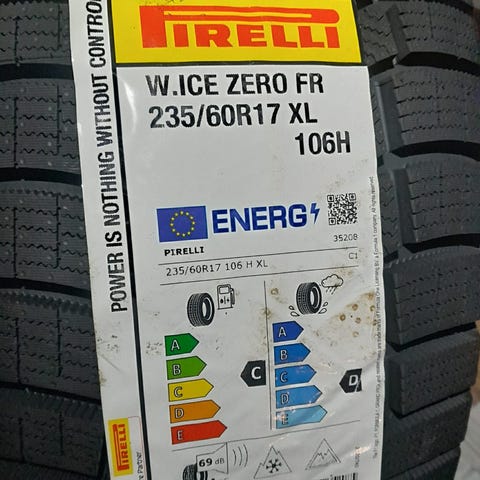 PIRELLI
W.ICE ZERO FR
235/60R17 XL
106H
POWER IS NOTHING WITHOUT CONTROL
ENERG
PIRELLI
35208
235/60R17 106 H XL
C1
A
B
C
D
E
C
A
B
C
D
E
D
69 dB
PIRELLI